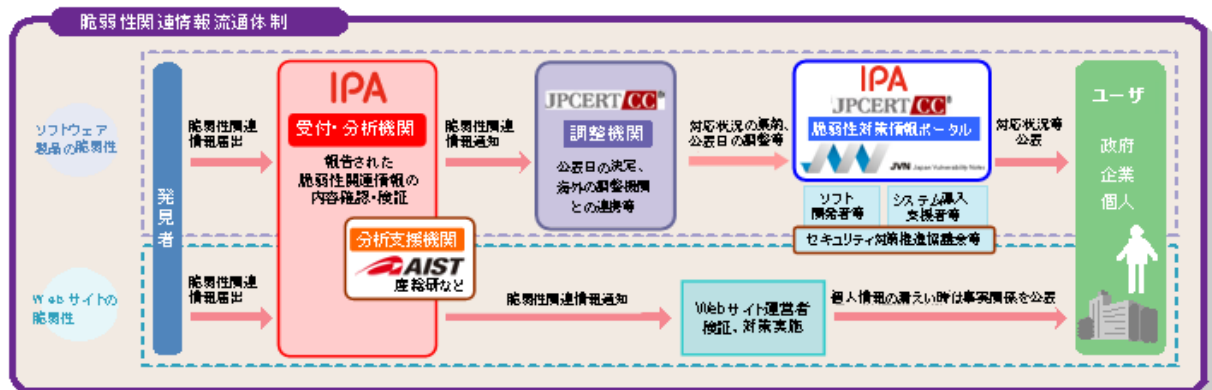 脆弱性関連情報流通体制
ソフトウェア
製品の脆弱性
発見者
脆弱性関連
情報届出
IPA
受付・分析機関
報告された
脆弱性関連情報の
内容確認・検証
分析支援機関
AIST
産総研など
脆弱性関連
情報通知
JPCERT CC®
調整機関
公表日の決定、
海外の調整機関
との連携等
対応状況の集約、
公表日の調整等
IPA
JPCERT CC®
脆弱性対策情報ポータル
JVN Japan Vulnerability Notes
ソフト
開発者等
システム導入
支援者等
セキュリティ対策推進協議会等
対応状況等
公表
ユーザ
政府
企業
個人
Webサイトの
脆弱性
脆弱性関連
情報届出
脆弱性関連情報通知
Webサイト運営者
検証、対策実施
個人情報の漏えい時は事実関係を公表